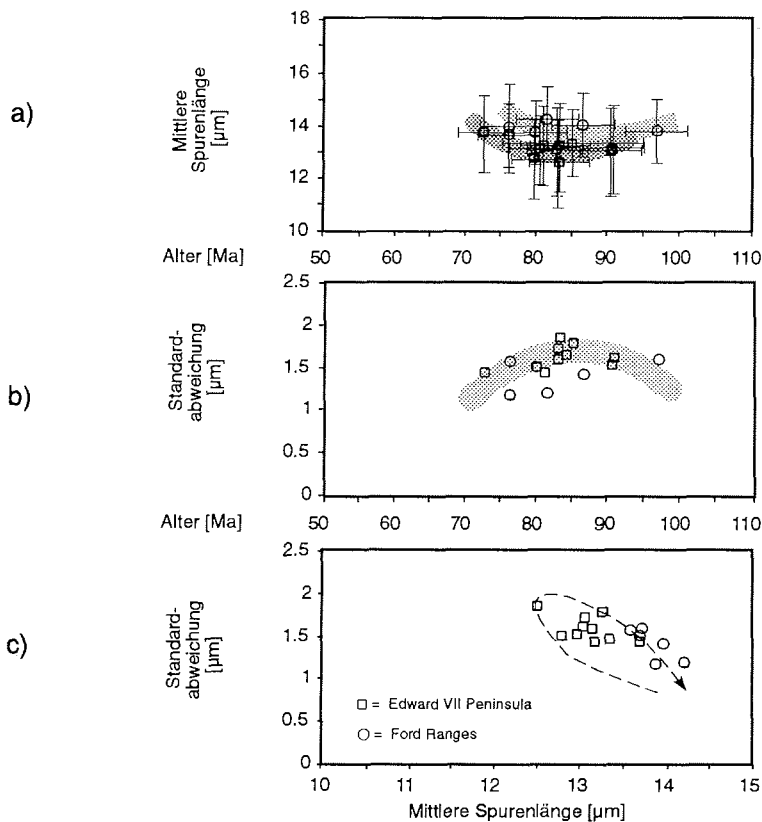 a)
Mittlere
Spurenlänge
[µm]
18
16
14
12
10
Alter [Ma]
50 60 70 80 90 100 110
b)
Standard-
abweichung
[µm]
2.5
2
1.5
1
0.5
0
Alter [Ma]
50 60 70 80 90 100 110
c)
Standard-
abweichung
[µm]
2.5
2
1.5
1
0.5
0
= Edward VII Peninsula
= Ford Ranges
10 11 12 13 14 15
Mittlere Spurenlänge [µm]